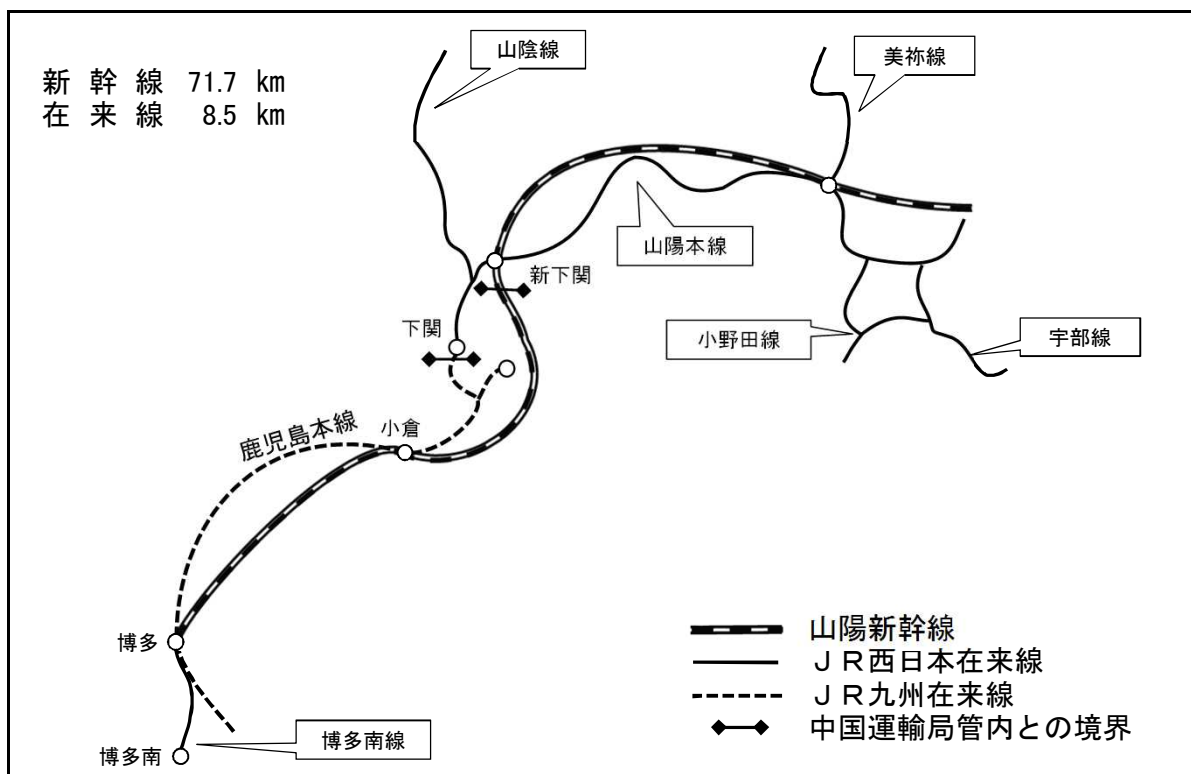 新幹線 71.7 km
在来線 8.5 km
山陰線
美祢線
山陽本線
新下関
下関
小野田線
宇部線
鹿児島本線
小倉
博多
博多南
博多南線
山陽新幹線
JR西日本在来線
JR九州在来線
中国運輸局管内との境界